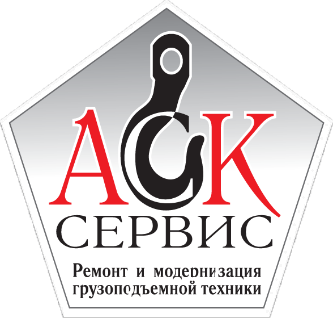 АСК
СЕРВИС
Ремонт и модернизация
грузоподъемной техники